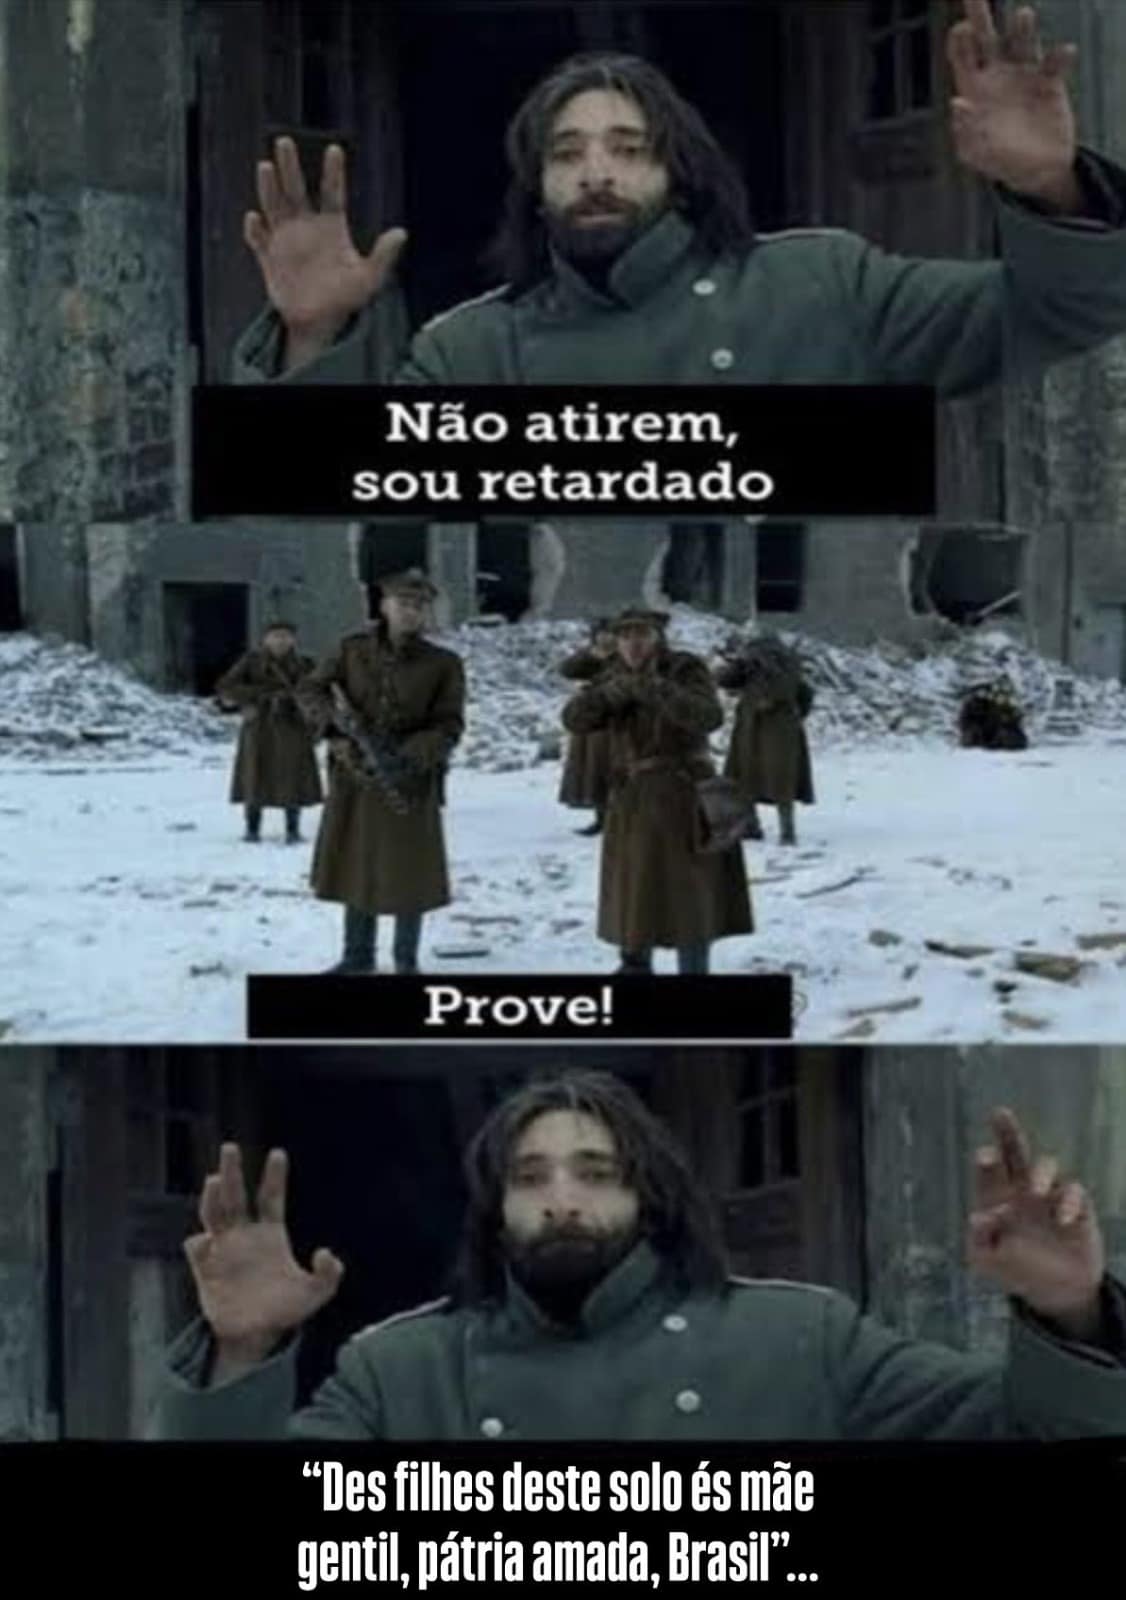 Não atirem,
sou retardado
Prove!
“Des filhes deste solo és mãe
gentil, pátria amada, Brasil”...